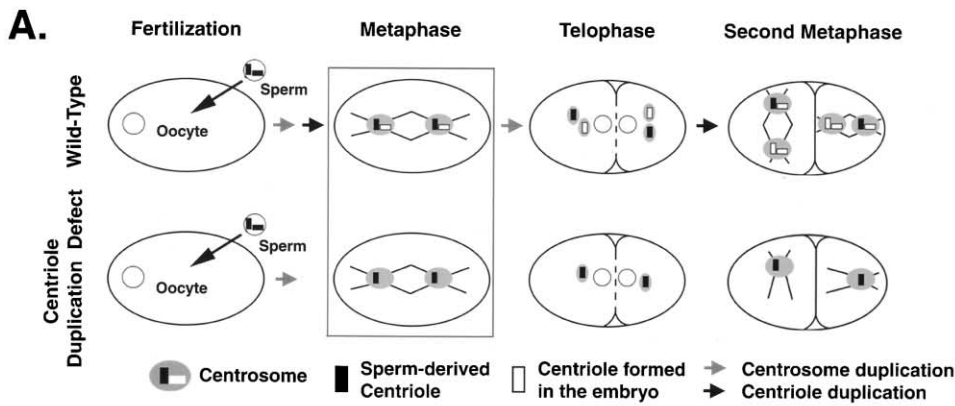 A.
Fertilization
Metaphase
Telophase
Second Metaphase
Wild-Type
Sperm
Oocyte
Centriole
Duplication Defect
Sperm
Oocyte
Centrosome
Sperm-derived
Centriole
Centriole formed
in the embryo
Centrosome duplication
Centriole duplication